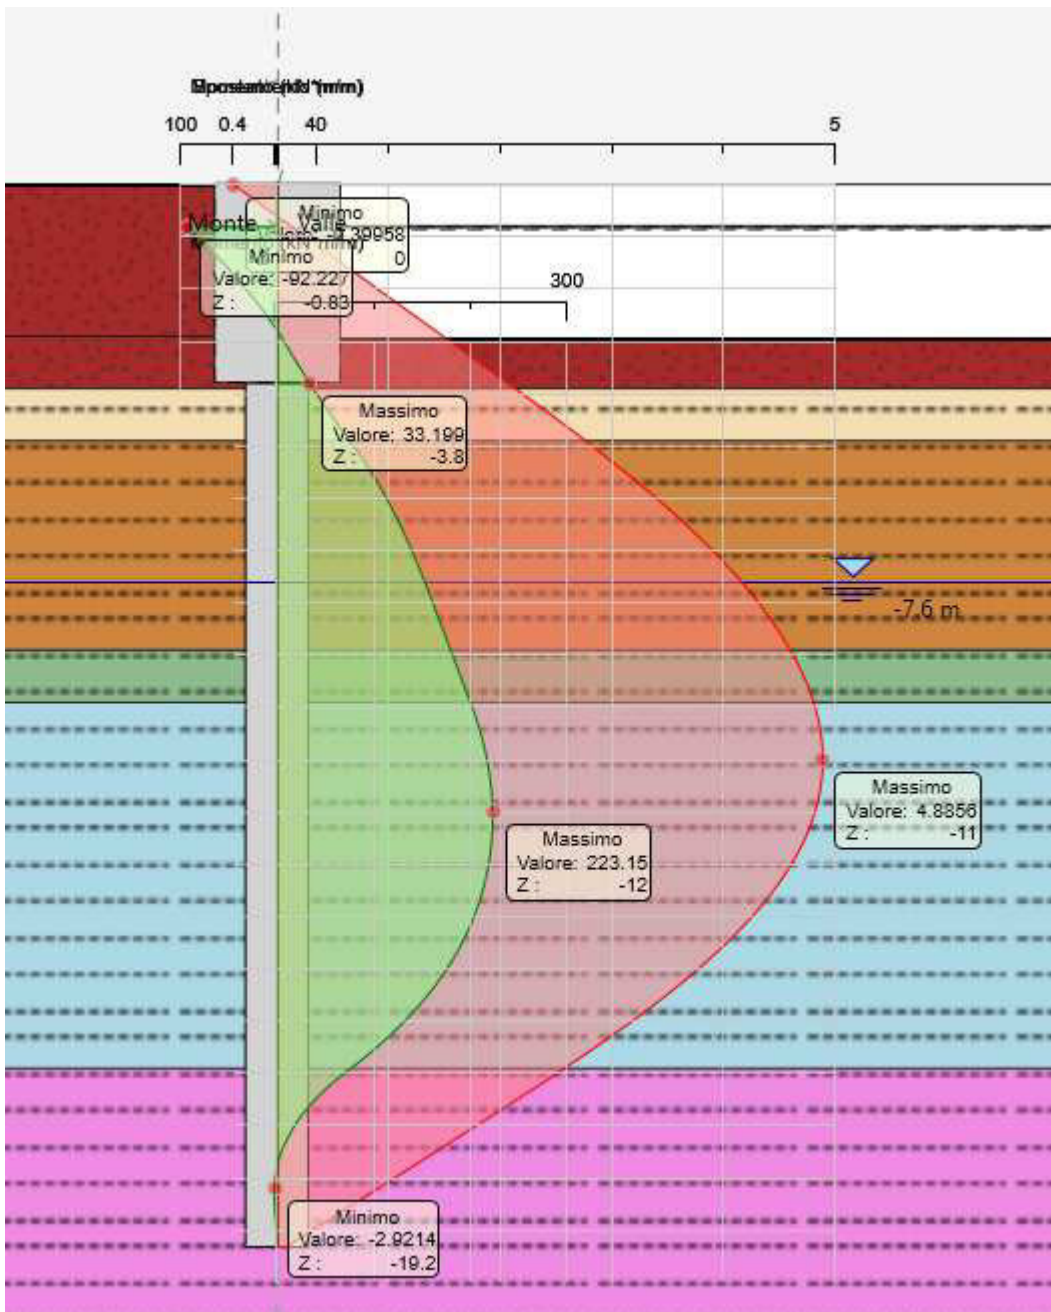 100 0.4 40 5
Monte Valle
Minimo
39958
0
Minimo
Valore: -92.227
Z : -0.83
300
Massimo
Valore: 33.199
Z : -3.8
-7.6 m
Massimo
Valore: 4.8856
Z : -11
Massimo
Valore: 223.15
Z : -12
Minimo
Valore: -2.9214
Z : -19.2